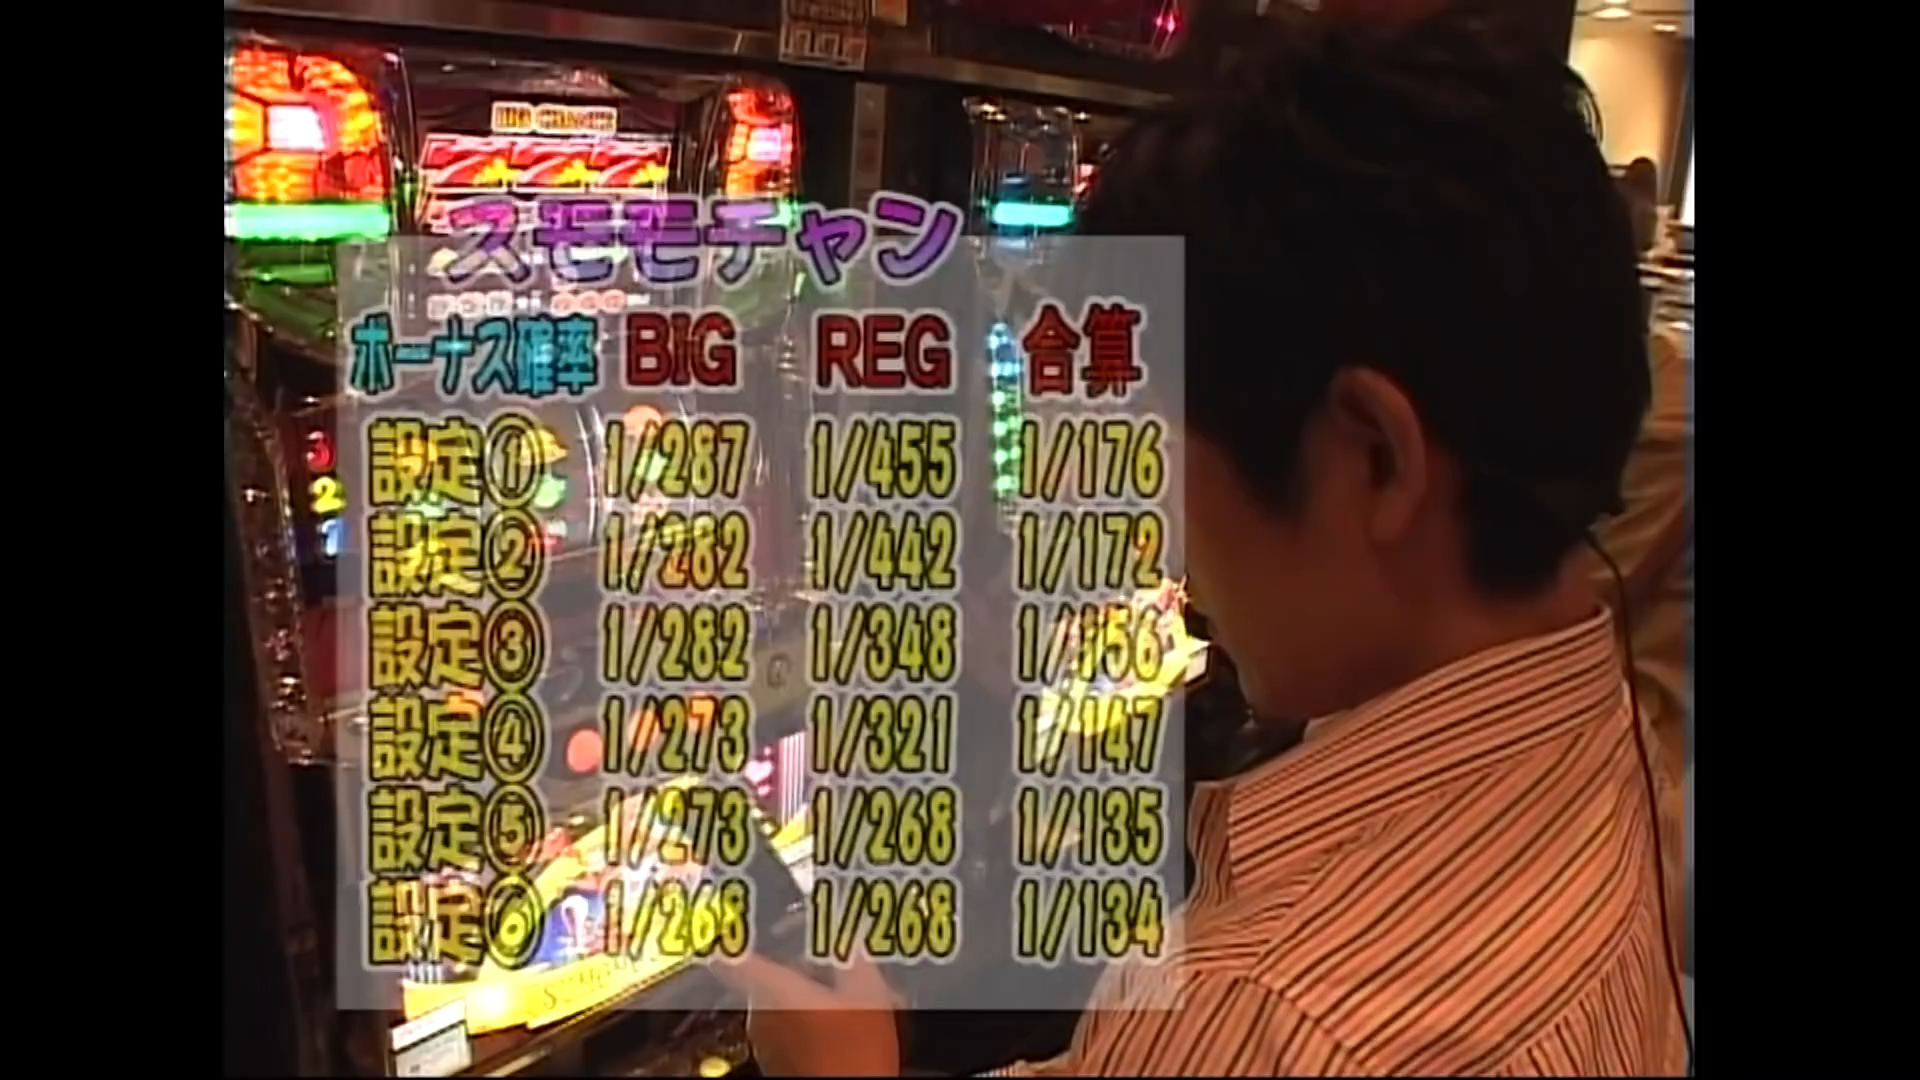 スモモチャン
ボーナス確率 BIG REG 合算
設定① 1/287 1/455 1/176
設定② 1/282 1/442 1/172
設定③ 1/282 1/348 1/156
設定④ 1/273 1/321 1/147
設定⑤ 1/273 1/268 1/135
設定⑥ 1/268 1/268 1/134